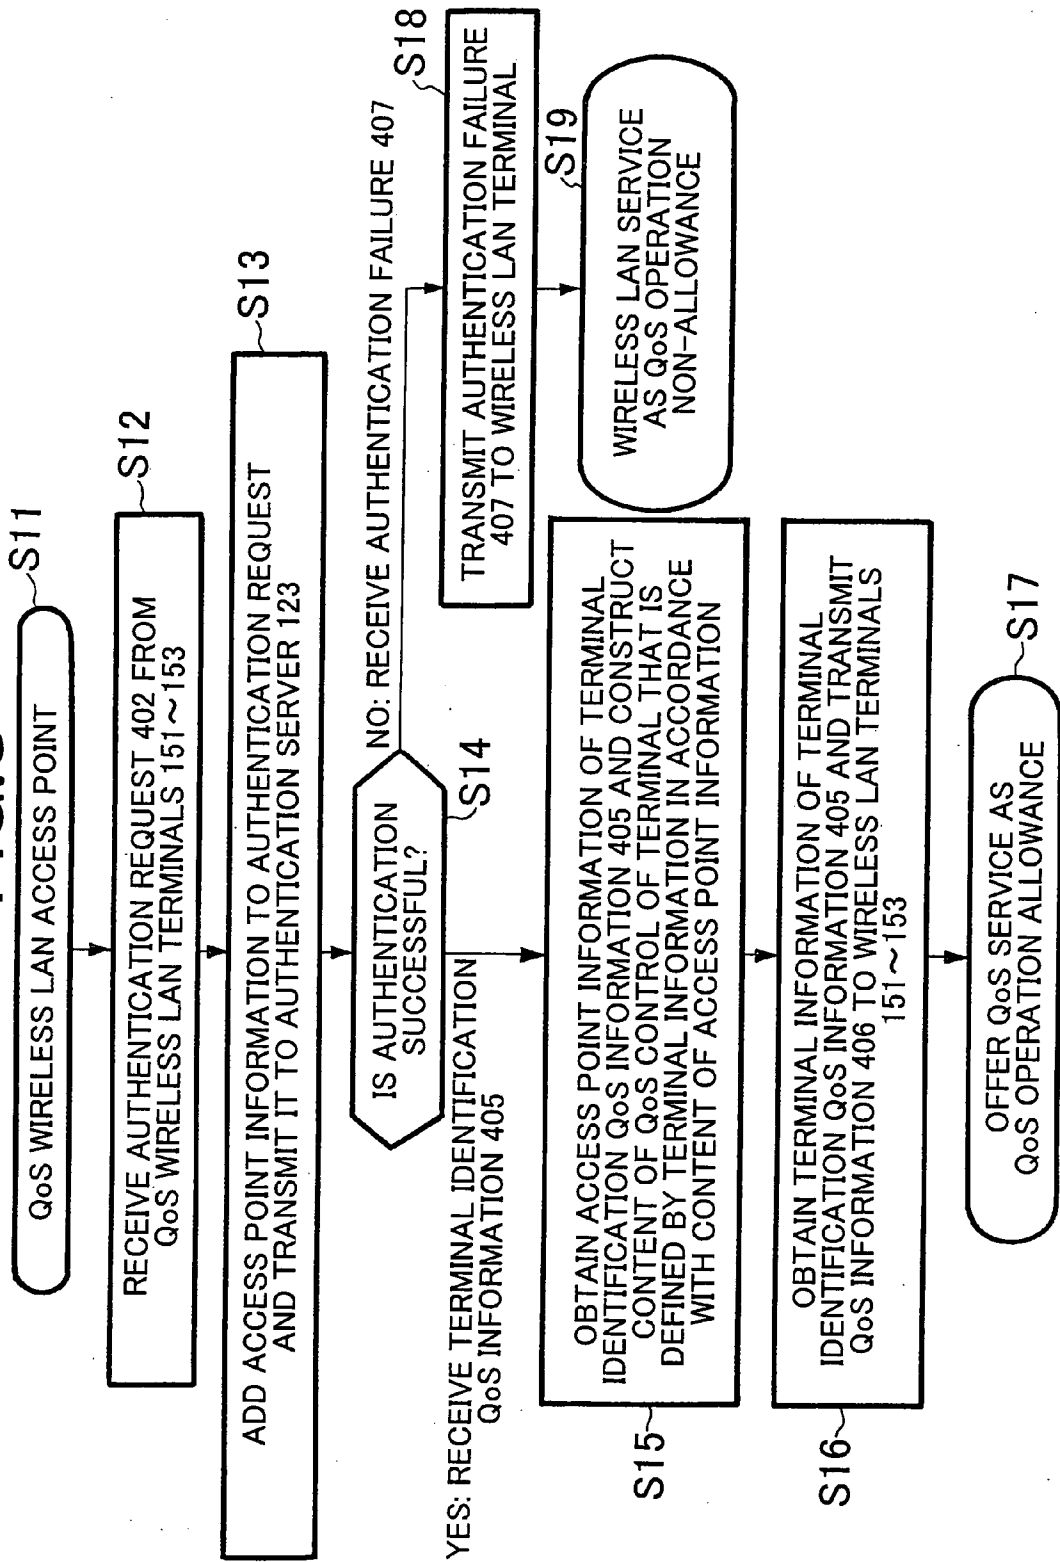 S11
QoS WIRELESS LAN ACCESS POINT
S12
RECEIVE AUTHENTICATION REQUEST 402 FROM
QoS WIRELESS LAN TERMINALS 151~153
S13
ADD ACCESS POINT INFORMATION TO AUTHENTICATION REQUEST
AND TRANSMIT IT TO AUTHENTICATION SERVER 123
IS AUTHENTICATION
SUCCESSFUL?
S14
NO: RECEIVE AUTHENTICATION FAILURE 407
S18
TRANSMIT AUTHENTICATION FAILURE
407 TO WIRELESS LAN TERMINAL
S19
WIRELESS LAN SERVICE
AS QoS OPERATION
NON-ALLOWANCE
YES: RECEIVE TERMINAL IDENTIFICATION
QoS INFORMATION 405
OBTAIN ACCESS POINT INFORMATION OF TERMINAL
IDENTIFICATION QoS INFORMATION 405 AND CONSTRUCT
CONTENT OF QoS CONTROL OF TERMINAL THAT IS
DEFINED BY TERMINAL INFORMATION IN ACCORDANCE
WITH CONTENT OF ACCESS POINT INFORMATION
S15
OBTAIN TERMINAL INFORMATION OF TERMINAL
IDENTIFICATION QoS INFORMATION 405 AND TRANSMIT
QoS INFORMATION 406 TO WIRELESS LAN TERMINALS
151~153
S16
S17
OFFER QoS SERVICE AS
QoS OPERATION ALLOWANCE